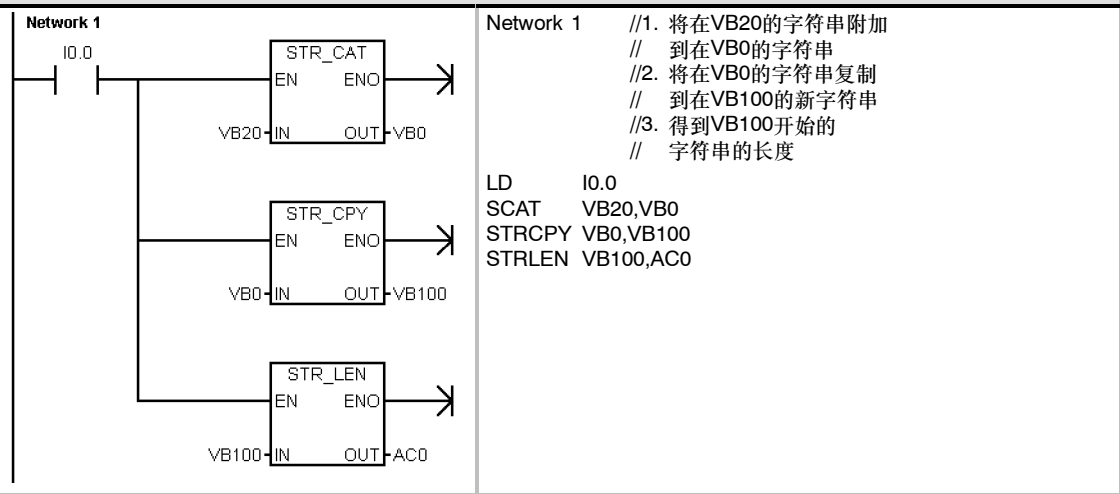 Network 1
I0.0
STR_CAT
EN ENO
VB20 IN OUT VB0
STR_CPY
EN ENO
VB0 IN OUT VB100
STR_LEN
EN ENO
VB100 IN OUT AC0
Network 1 //1. 将在VB20的字符串附加
// 到在VB0的字符串
//2. 将在VB0的字符串复制
// 到在VB100的新字符串
//3. 得到VB100开始的
// 字符串的长度
LD I0.0
SCAT VB20,VB0
STRCPY VB0,VB100
STRLEN VB100,AC0